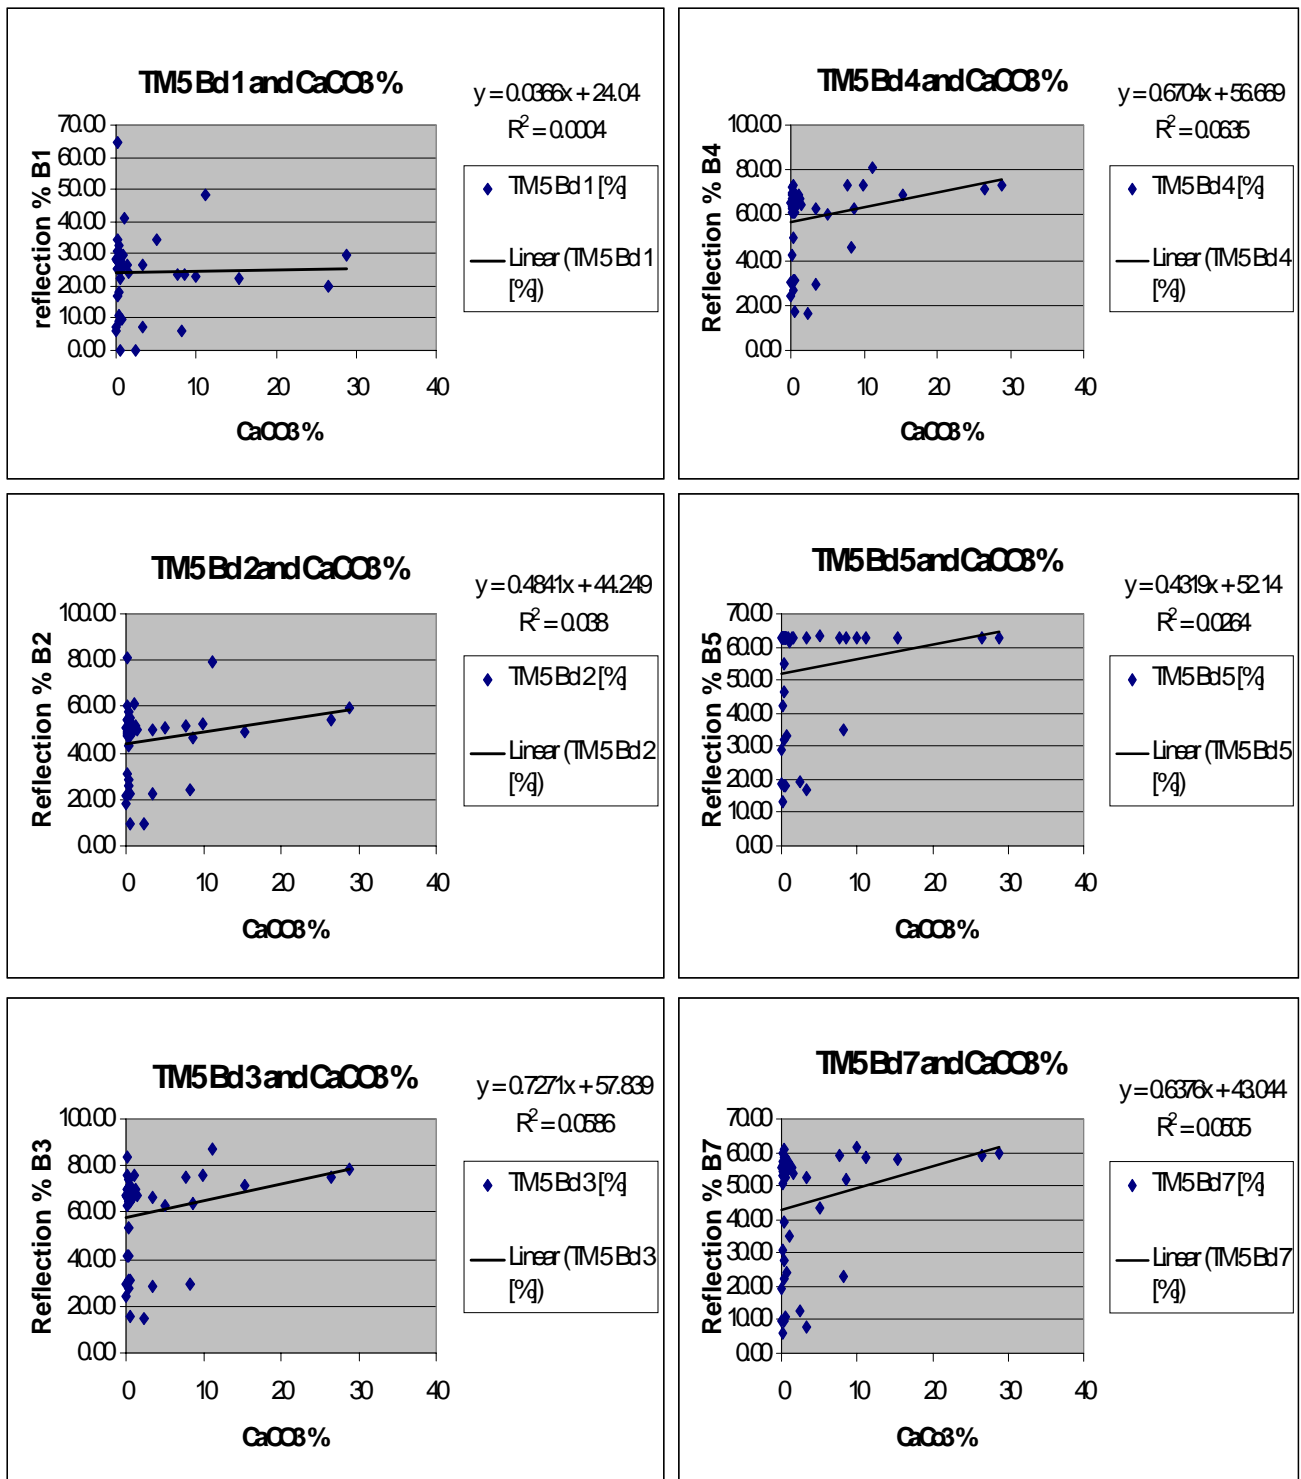 TM5 Bd 1 and CaCO3 %
y = 0.0366x + 24.04
R² = 0.0004
reflection % B1
70.00
60.00
50.00
40.00
30.00
20.00
10.00
0.00
0 10 20 30 40
CaCO3 %
TM5 Bd 1 [%]
Linear (TM5 Bd 1
[%])
TM5 Bd 4 and CaCO3 %
y = 0.6704x + 56.669
R² = 0.0635
Reflection % B4
100.00
80.00
60.00
40.00
20.00
0.00
0 10 20 30 40
CaCO3 %
TM5 Bd 4 [%]
Linear (TM5 Bd 4
[%])
TM5 Bd 2 and CaCO3 %
y = 0.4841x + 44.249
R² = 0.038
Reflection % B2
100.00
80.00
60.00
40.00
20.00
0.00
0 10 20 30 40
CaCO3 %
TM5 Bd 2 [%]
Linear (TM5 Bd 2
[%])
TM5 Bd 5 and CaCO3 %
y = 0.4319x + 52.14
R² = 0.0264
Reflection % B5
70.00
60.00
50.00
40.00
30.00
20.00
10.00
0.00
0 10 20 30 40
CaCO3 %
TM5 Bd 5 [%]
Linear (TM5 Bd 5
[%])
TM5 Bd 3 and CaCO3 %
y = 0.7271x + 57.839
R² = 0.0586
Reflection % B3
100.00
80.00
60.00
40.00
20.00
0.00
0 10 20 30 40
CaCO3 %
TM5 Bd 3 [%]
Linear (TM5 Bd 3
[%])
TM5 Bd 7 and CaCO3 %
y = 0.6376x + 43.044
R² = 0.0505
Reflection % B7
70.00
60.00
50.00
40.00
30.00
20.00
10.00
0.00
0 10 20 30 40
CaCo3 %
TM5 Bd 7 [%]
Linear (TM5 Bd 7
[%])